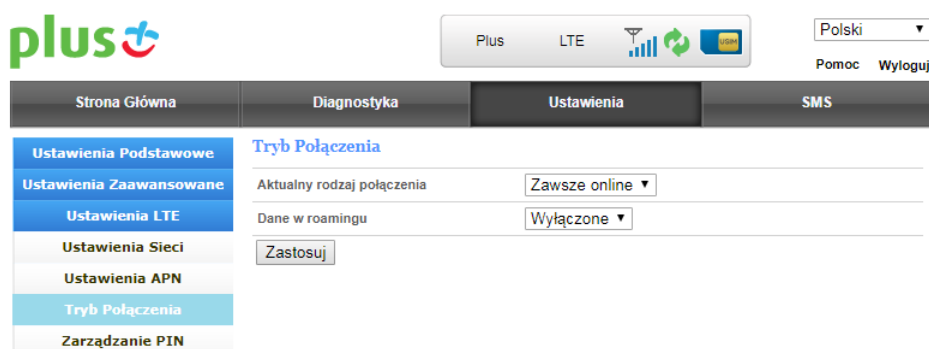 plus
Plus LTE USIM
Polski
Pomoc Wyloguj
Strona Główna Diagnostyka Ustawienia SMS
Ustawienia Podstawowe
Ustawienia Zaawansowane
Ustawienia LTE
Ustawienia Sieci
Ustawienia APN
Tryb Połączenia
Zarządzanie PIN
Tryb Połączenia
Aktualny rodzaj połączenia Zawsze online
Dane w roamingu Wyłączone
Zastosuj